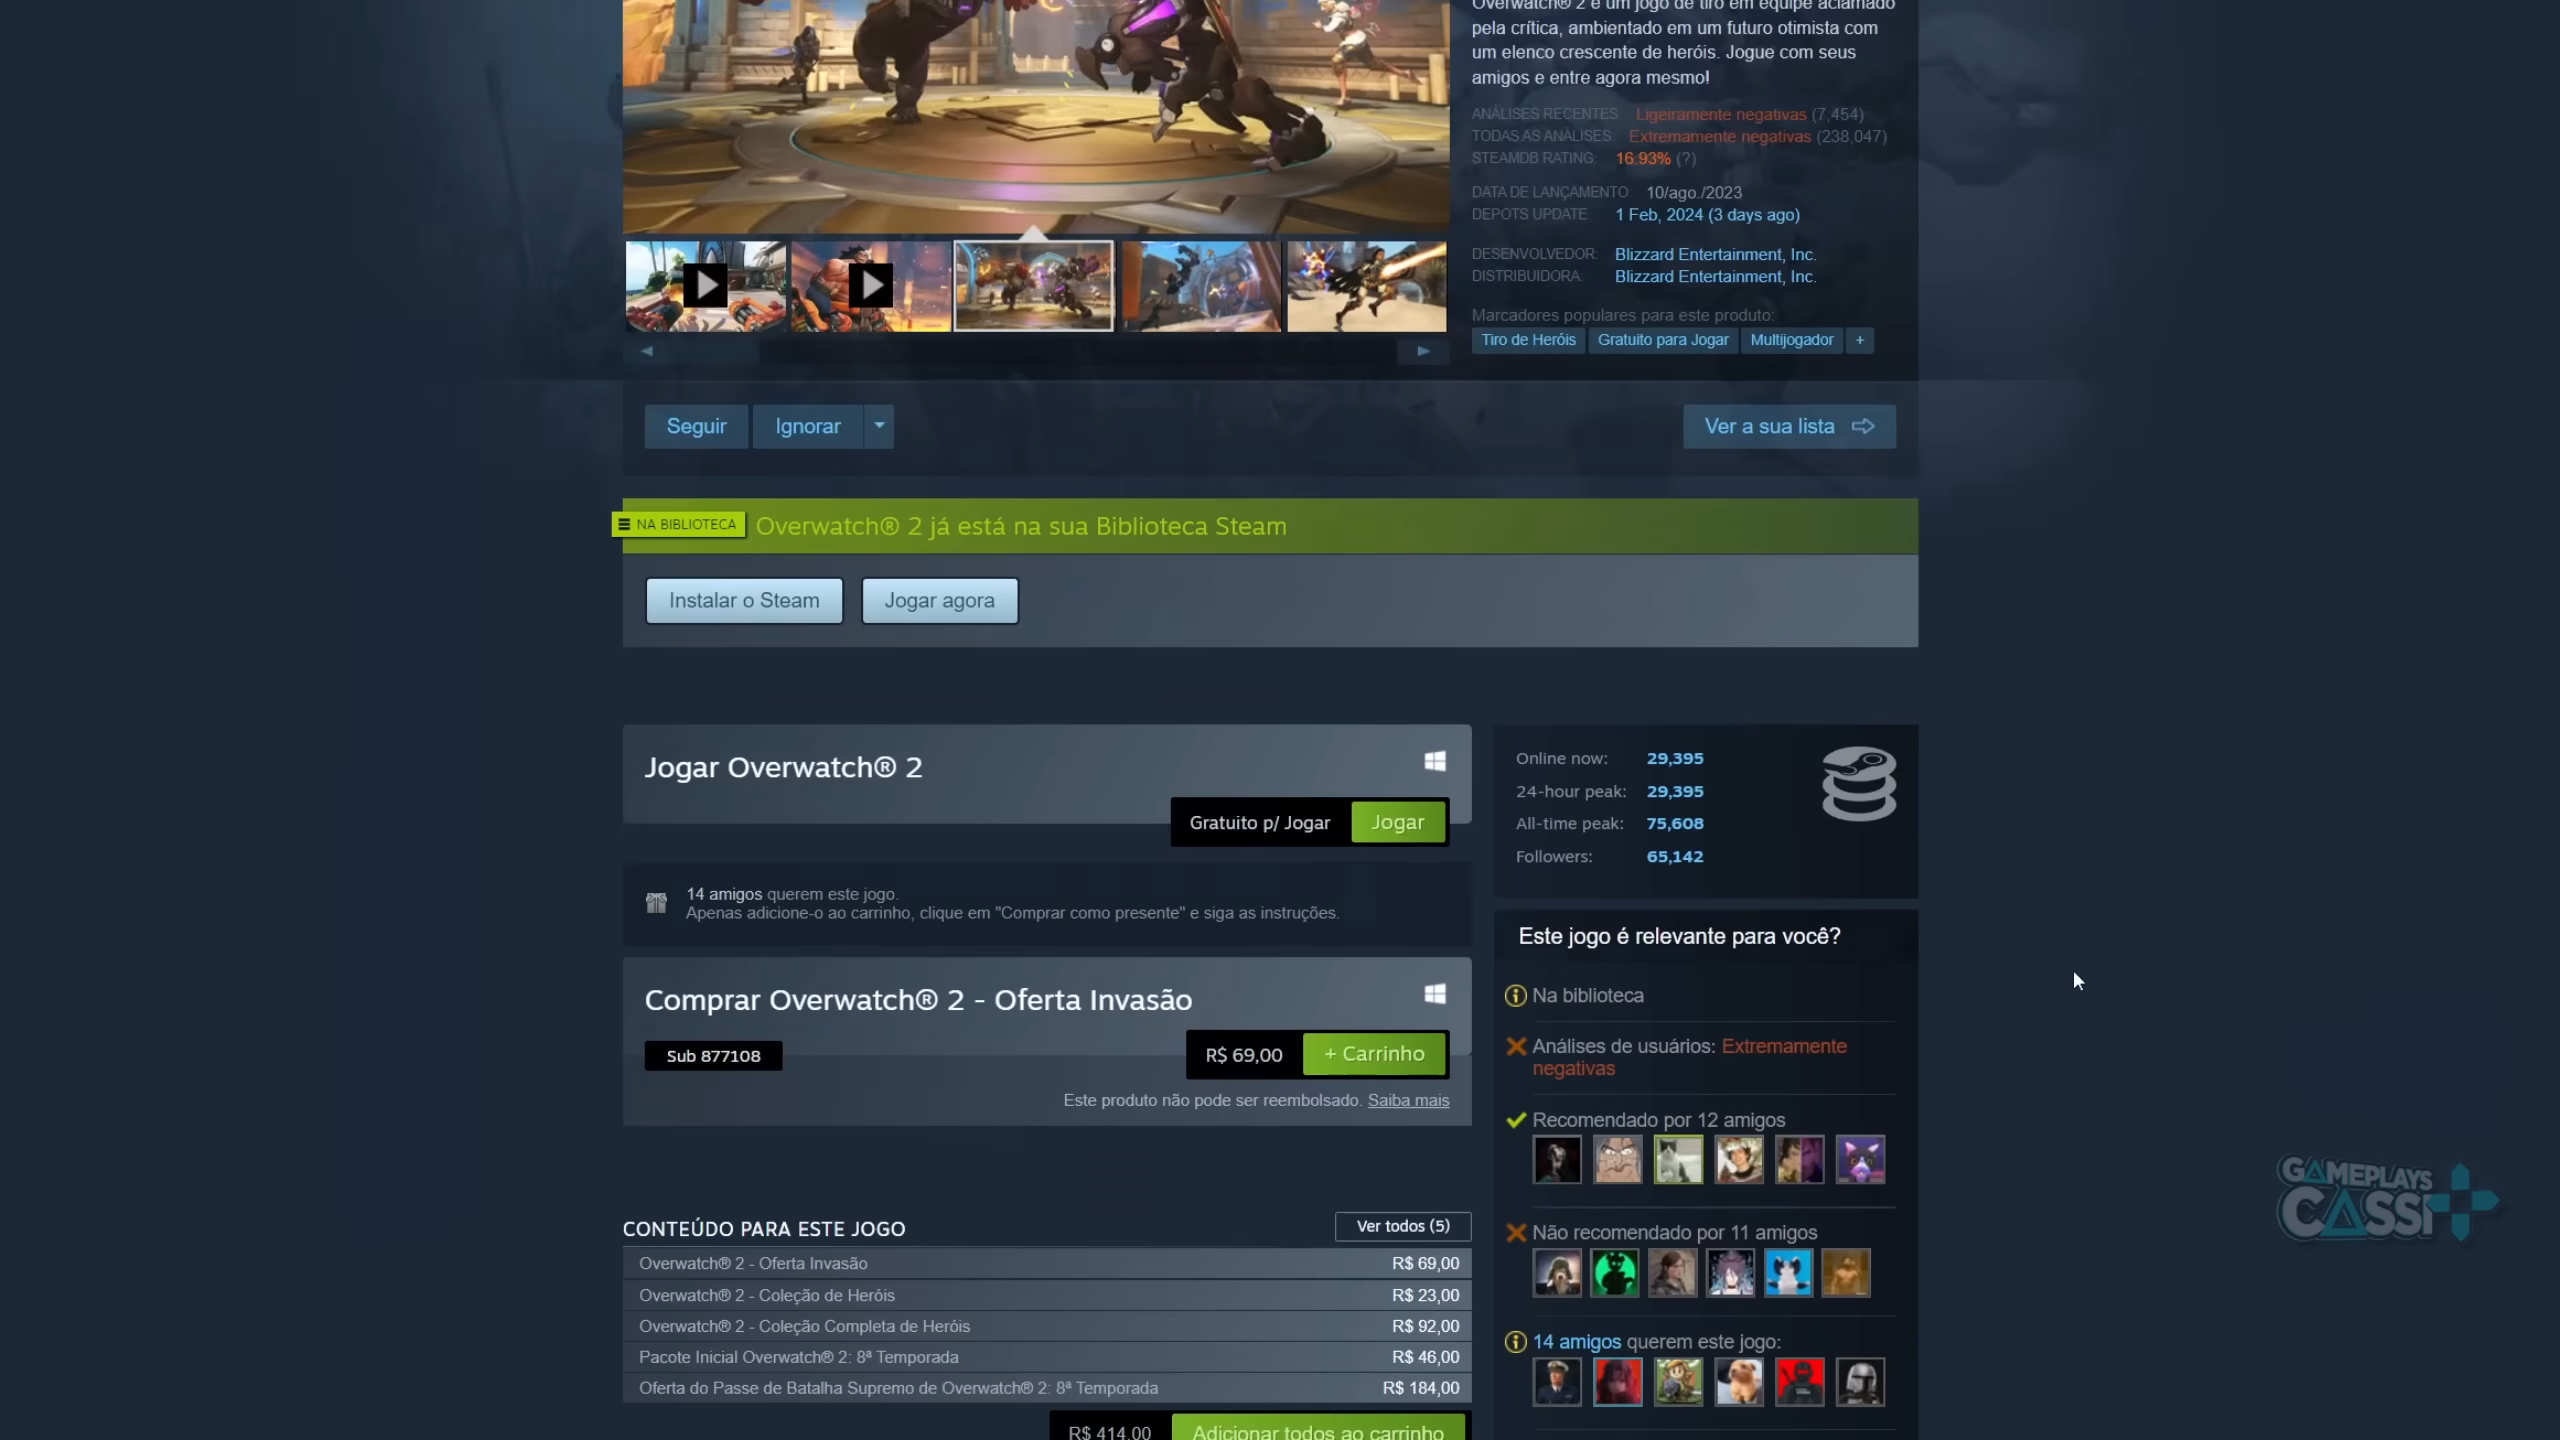 Overwatch® 2 é um jogo de tiro em equipe aclamado
pela crítica, ambientado em um futuro otimista com
um elenco crescente de heróis. Jogue com seus
amigos e entre agora mesmo!
ANÁLISES RECENTES Ligeiramente negativas (7,454)
TODAS AS ANÁLISES: Extremamente negativas (238,047)
STEAMDB RATING: 16.93% (?)
DATA DE LANÇAMENTO: 10/ago./2023
DEPOTS UPDATE 1 Feb, 2024 (3 days ago)
DESENVOLVEDOR: Blizzard Entertainment, Inc.
DISTRIBUIDORA: Blizzard Entertainment, Inc.
Marcadores populares para este produto:
Tiro de Heróis Gratuito para Jogar Multijogador +
Seguir Ignorar Ver a sua lista
NA BIBLIOTECA Overwatch® 2 já está na sua Biblioteca Steam
Instalar o Steam Jogar agora
Jogar Overwatch® 2
Gratuito p/ Jogar Jogar
14 amigos querem este jogo.
Apenas adicione-o ao carrinho, clique em "Comprar como presente" e siga as instruções.
Comprar Overwatch® 2 - Oferta Invasão
Sub 877108
R$ 69,00 + Carrinho
Este produto não pode ser reembolsado. Saiba mais
CONTEÚDO PARA ESTE JOGO Ver todos (5)
Overwatch® 2 - Oferta Invasão R$ 69,00
Overwatch® 2 - Coleção de Heróis R$ 23,00
Overwatch® 2 - Coleção Completa de Heróis R$ 92,00
Pacote Inicial Overwatch® 2: 8ª Temporada R$ 46,00
Oferta do Passe de Batalha Supremo de Overwatch® 2: 8ª Temporada R$ 184,00
R$ 414,00 Adicionar todos ao carrinho
Online now: 29,395
24-hour peak: 29,395
All-time peak: 75,608
Followers: 65,142
Este jogo é relevante para você?
Na biblioteca
Análises de usuários: Extremamente
negativas
Recomendado por 12 amigos
Não recomendado por 11 amigos
14 amigos querem este jogo:
GAMEPLAYS
CASSI